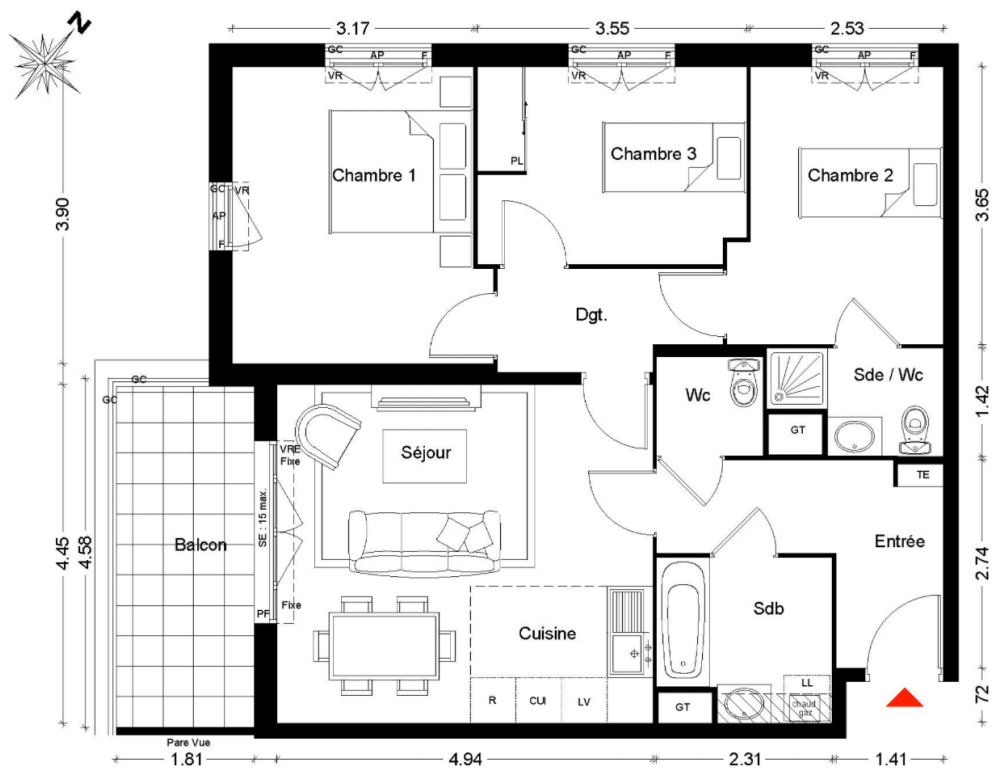 N
3.17
3.55
2.53
GC
AP
F
VR
GC
AP
F
VR
GC
AP
F
VR
PL
Chambre 1
Chambre 3
Chambre 2
3.90
3.65
GC
VR
AP
F
Dgt.
GC
GC
Wc
Sde / Wc
1.42
GT
Séjour
VRE
Fixe
TE
SE : 15 max.
Balcon
Entrée
4.45
4.58
2.74
PF
Fixe
Cuisine
Sdb
R
CUI
LV
GT
LL
chaud
gaz
72
Pare Vue
1.81
4.94
2.31
1.41